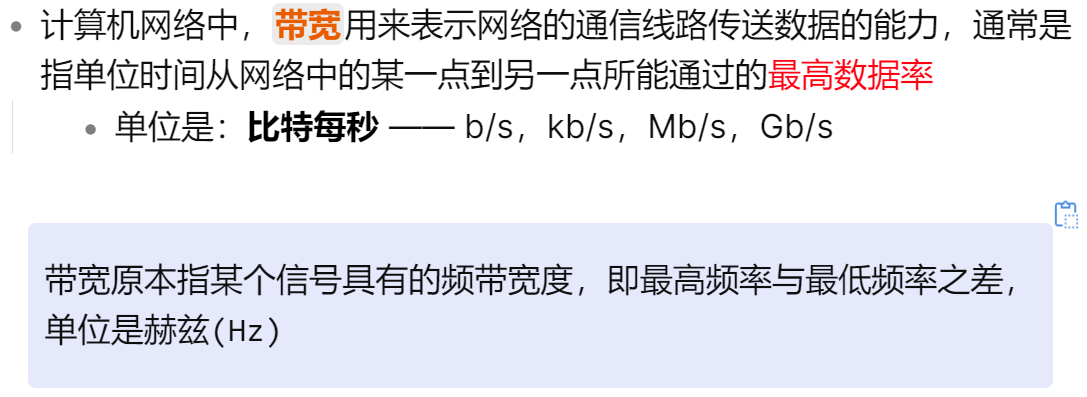 计算机网络中，带宽用来表示网络的通信线路传送数据的能力，通常是
指单位时间从网络中的某一点到另一点所能通过的最高数据率
单位是：比特每秒 —— b/s，kb/s，Mb/s，Gb/s
带宽原本指某个信号具有的频带宽度，即最高频率与最低频率之差，
单位是赫兹(Hz)